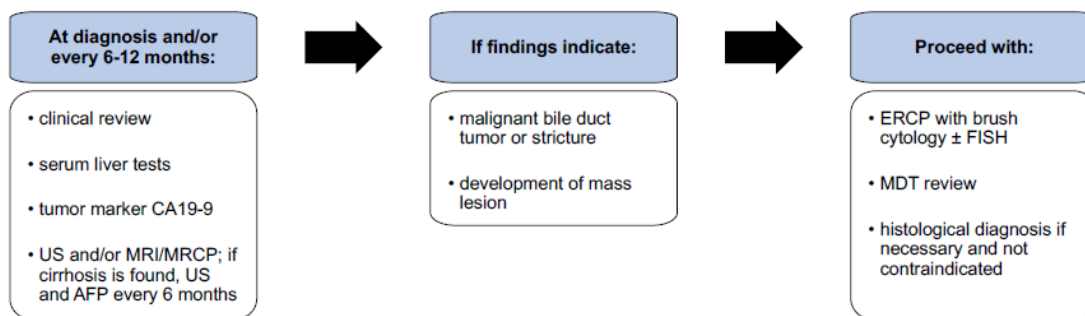 At diagnosis and/or
every 6-12 months:
• clinical review
• serum liver tests
• tumor marker CA19-9
• US and/or MRI/MRCP; if
cirrhosis is found, US
and AFP every 6 months
If findings indicate:
• malignant bile duct
tumor or stricture
• development of mass
lesion
Proceed with:
• ERCP with brush
cytology ± FISH
• MDT review
• histological diagnosis if
necessary and not
contraindicated